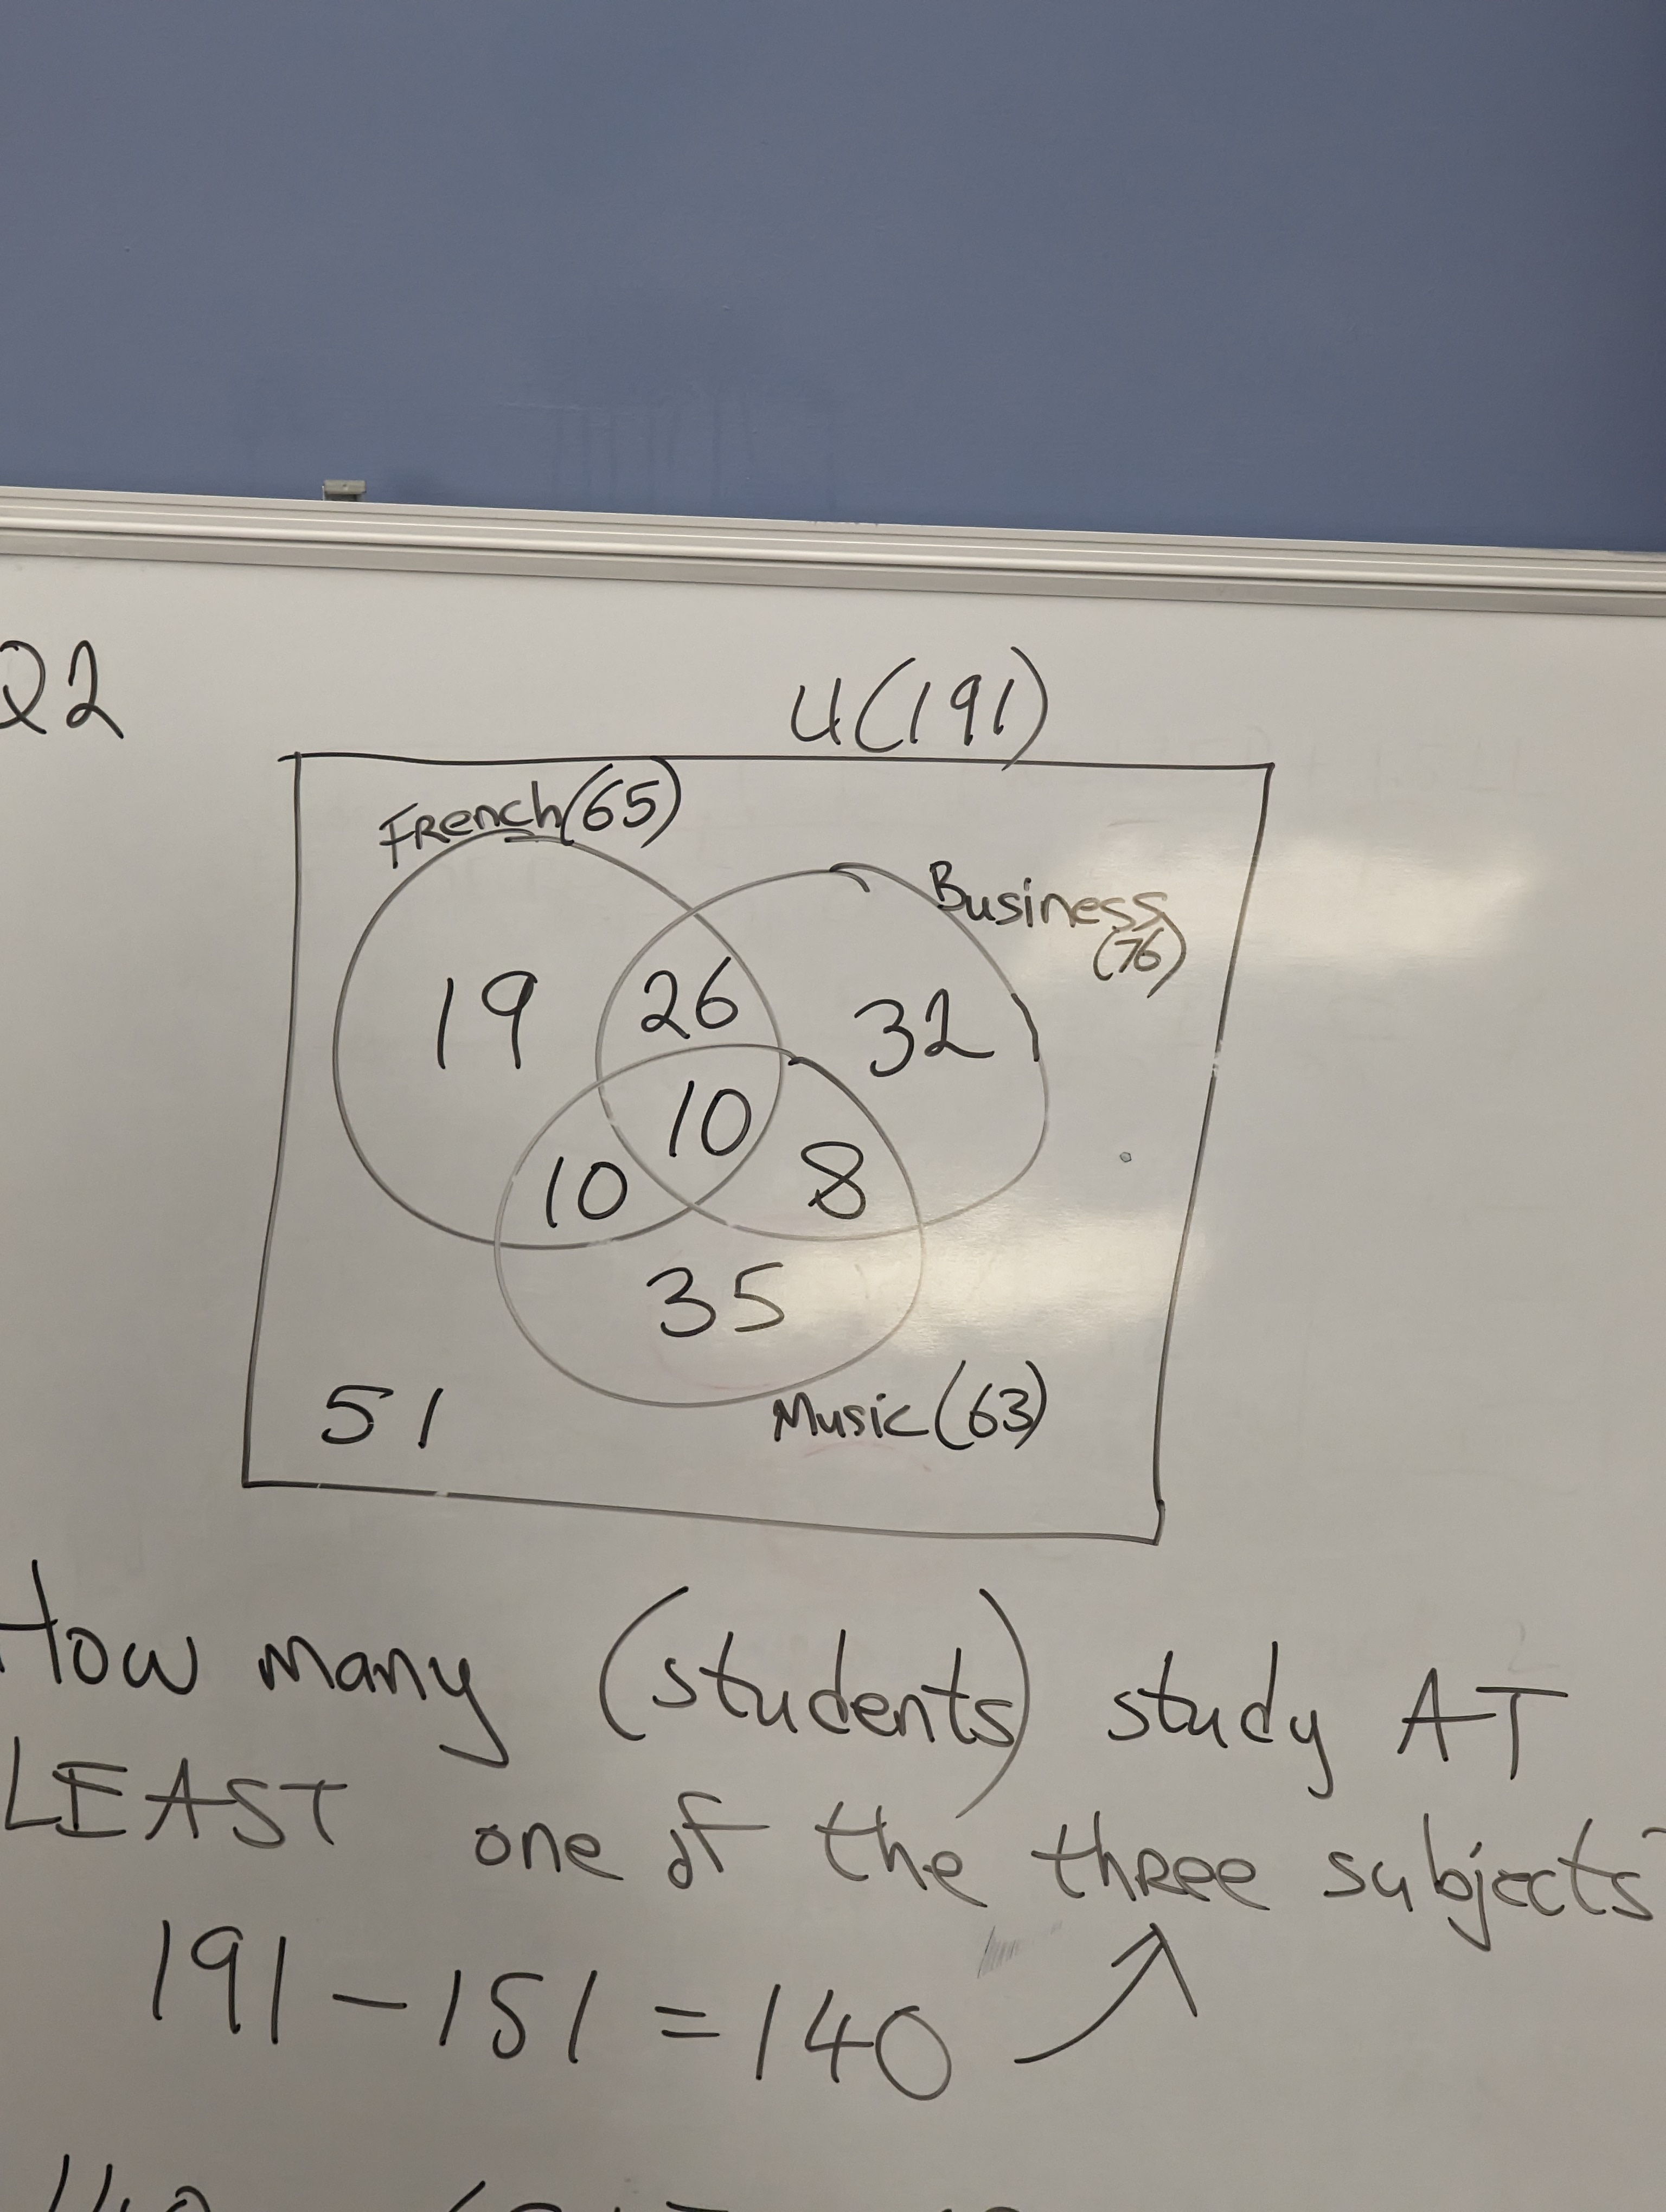 Q2
U(191)
French(65)
Business
(76)
19
26
32
10
10
8
35
51
Music(63)
How many (students) study AT
LEAST one of the three subjects?
191-151=140